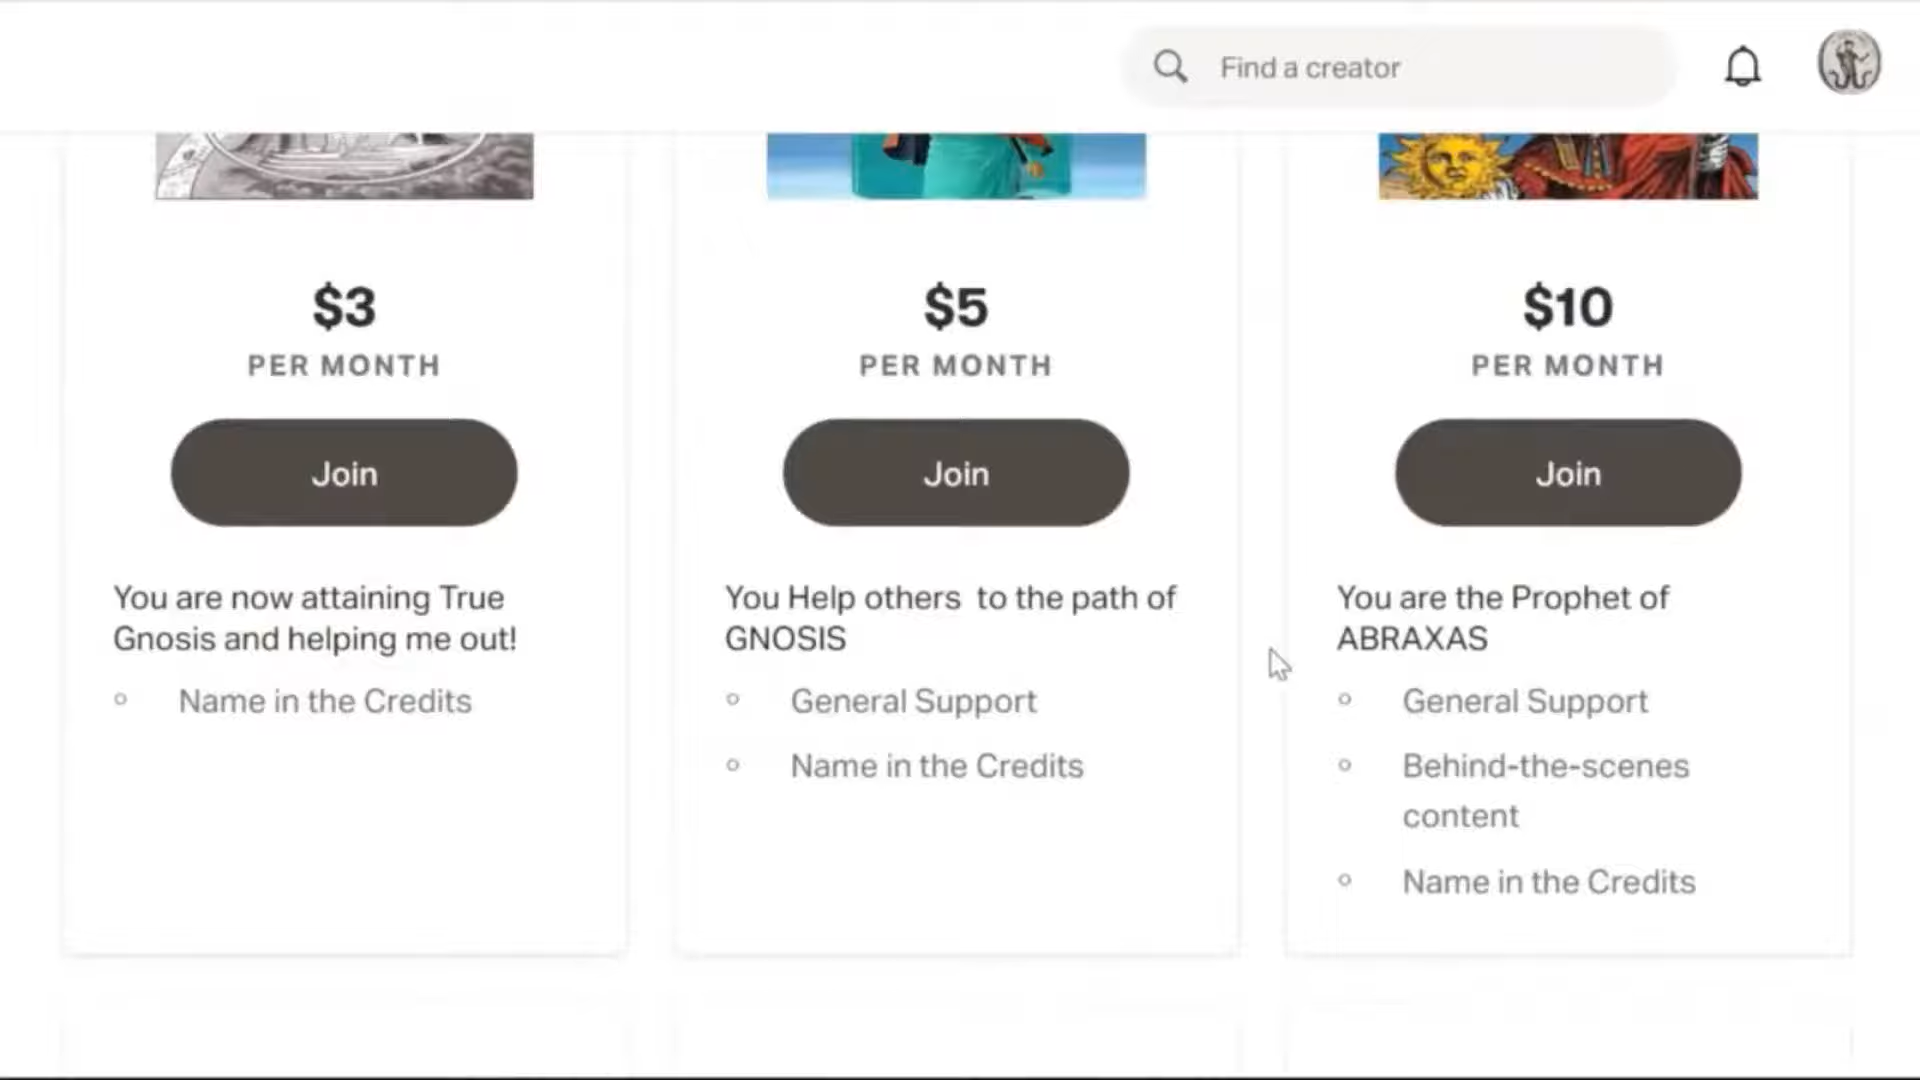 Find a creator
$3
PER MONTH
Join
You are now attaining True
Gnosis and helping me out!
Name in the Credits
$5
PER MONTH
Join
You Help others  to the path of
GNOSIS
General Support
Name in the Credits
$10
PER MONTH
Join
You are the Prophet of
ABRAXAS
General Support
Behind-the-scenes
content
Name in the Credits